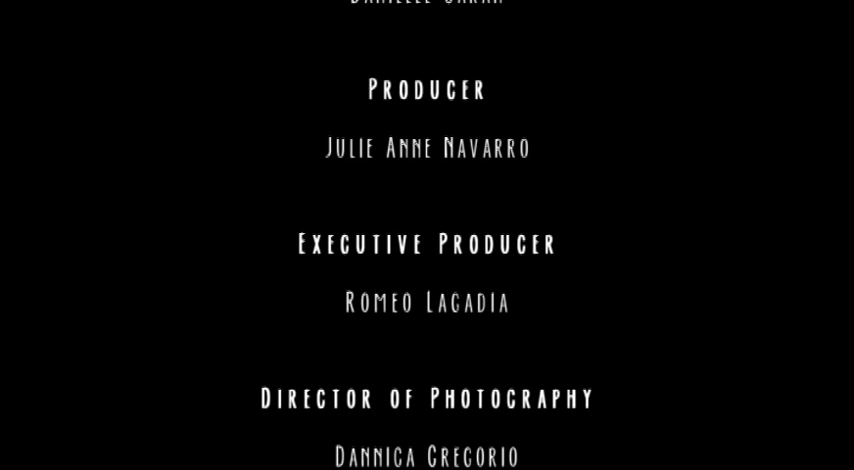 Producer
Julie Anne Navarro
Executive Producer
Romeo Lagadia
Director of Photography
Dannica Gregorio